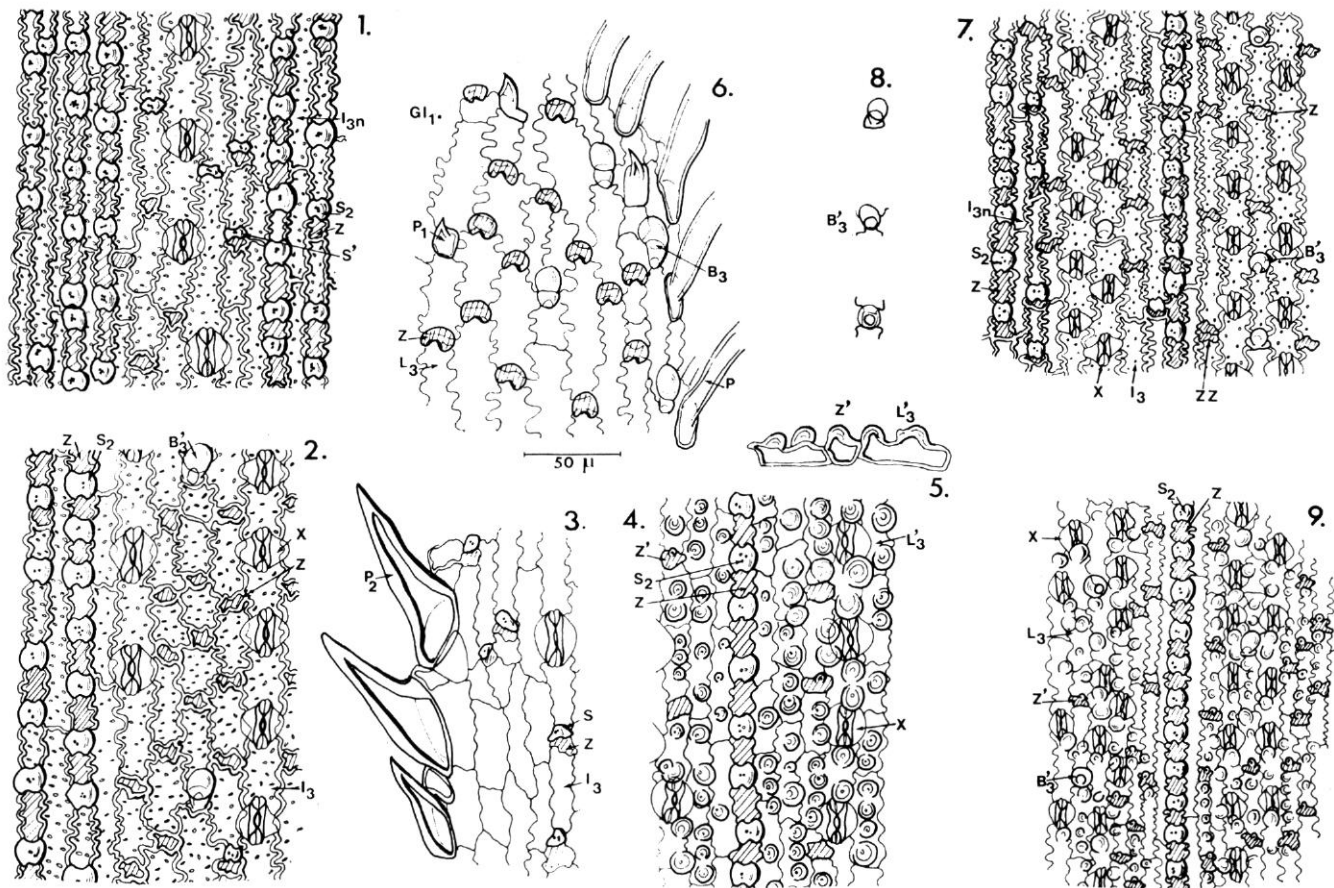 1.
I3n
S2
Z
S'
2.
Z
S2
B'3
X
Z
I3
3.
P2
S
Z
I3
4.
Z'
S2
Z
L'3
X
5.
Z'
L'3
6.
Gl1.
P1
Z
L3
B3
P
50 µ
7.
Z
I3n
S2
Z
B'3
X
I3
ZZ
8.
B'3
9.
S2
Z
X
L3
Z'
B'3